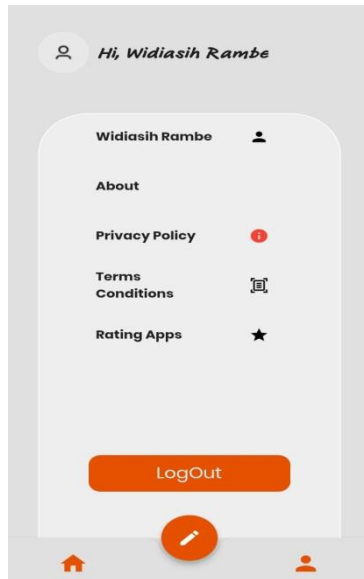 Hi, Widiasih Rambe
Widiasih Rambe
About
Privacy Policy
Terms
Conditions
Rating Apps
LogOut